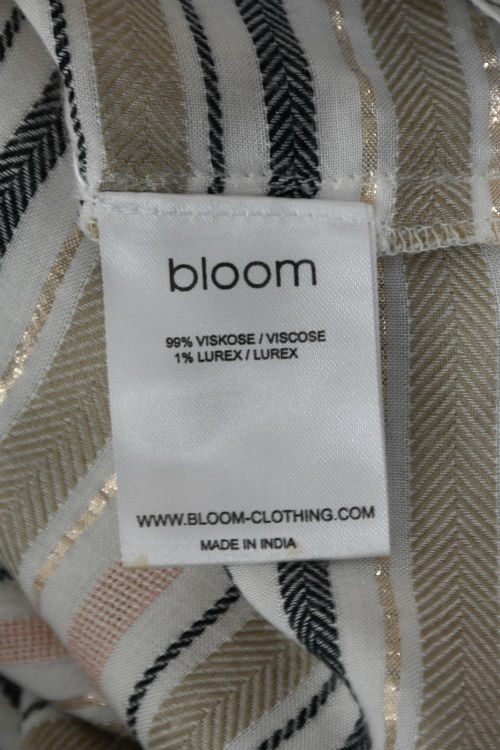 bloom
99% VISKOSE / VISCOSE
1% LUREX / LUREX
WWW.BLOOM-CLOTHING.COM
MADE IN INDIA